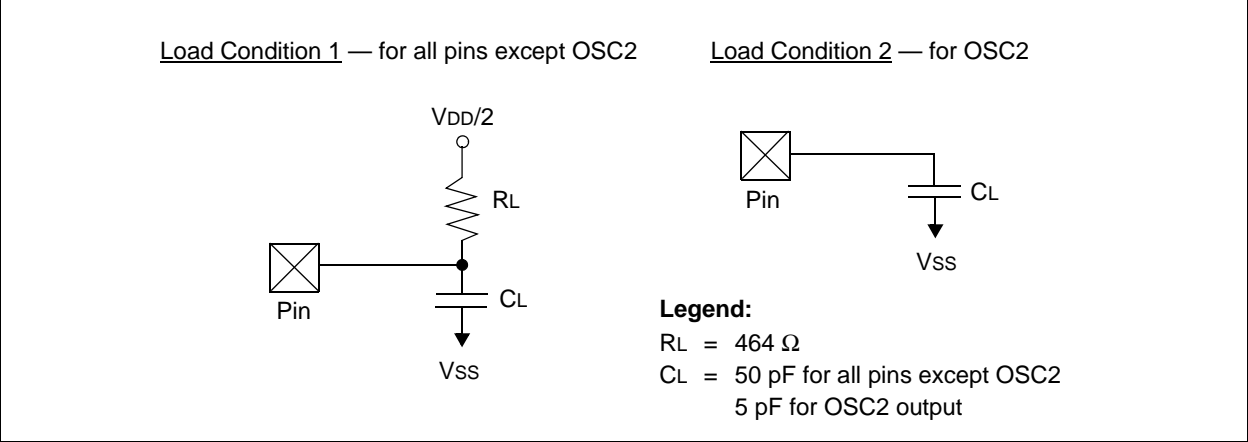 Load Condition 1 — for all pins except OSC2
VDD/2
RL
Pin
CL
VSS
Load Condition 2 — for OSC2
Pin
CL
VSS
Legend:
RL = 464 Ω
CL = 50 pF for all pins except OSC2
5 pF for OSC2 output